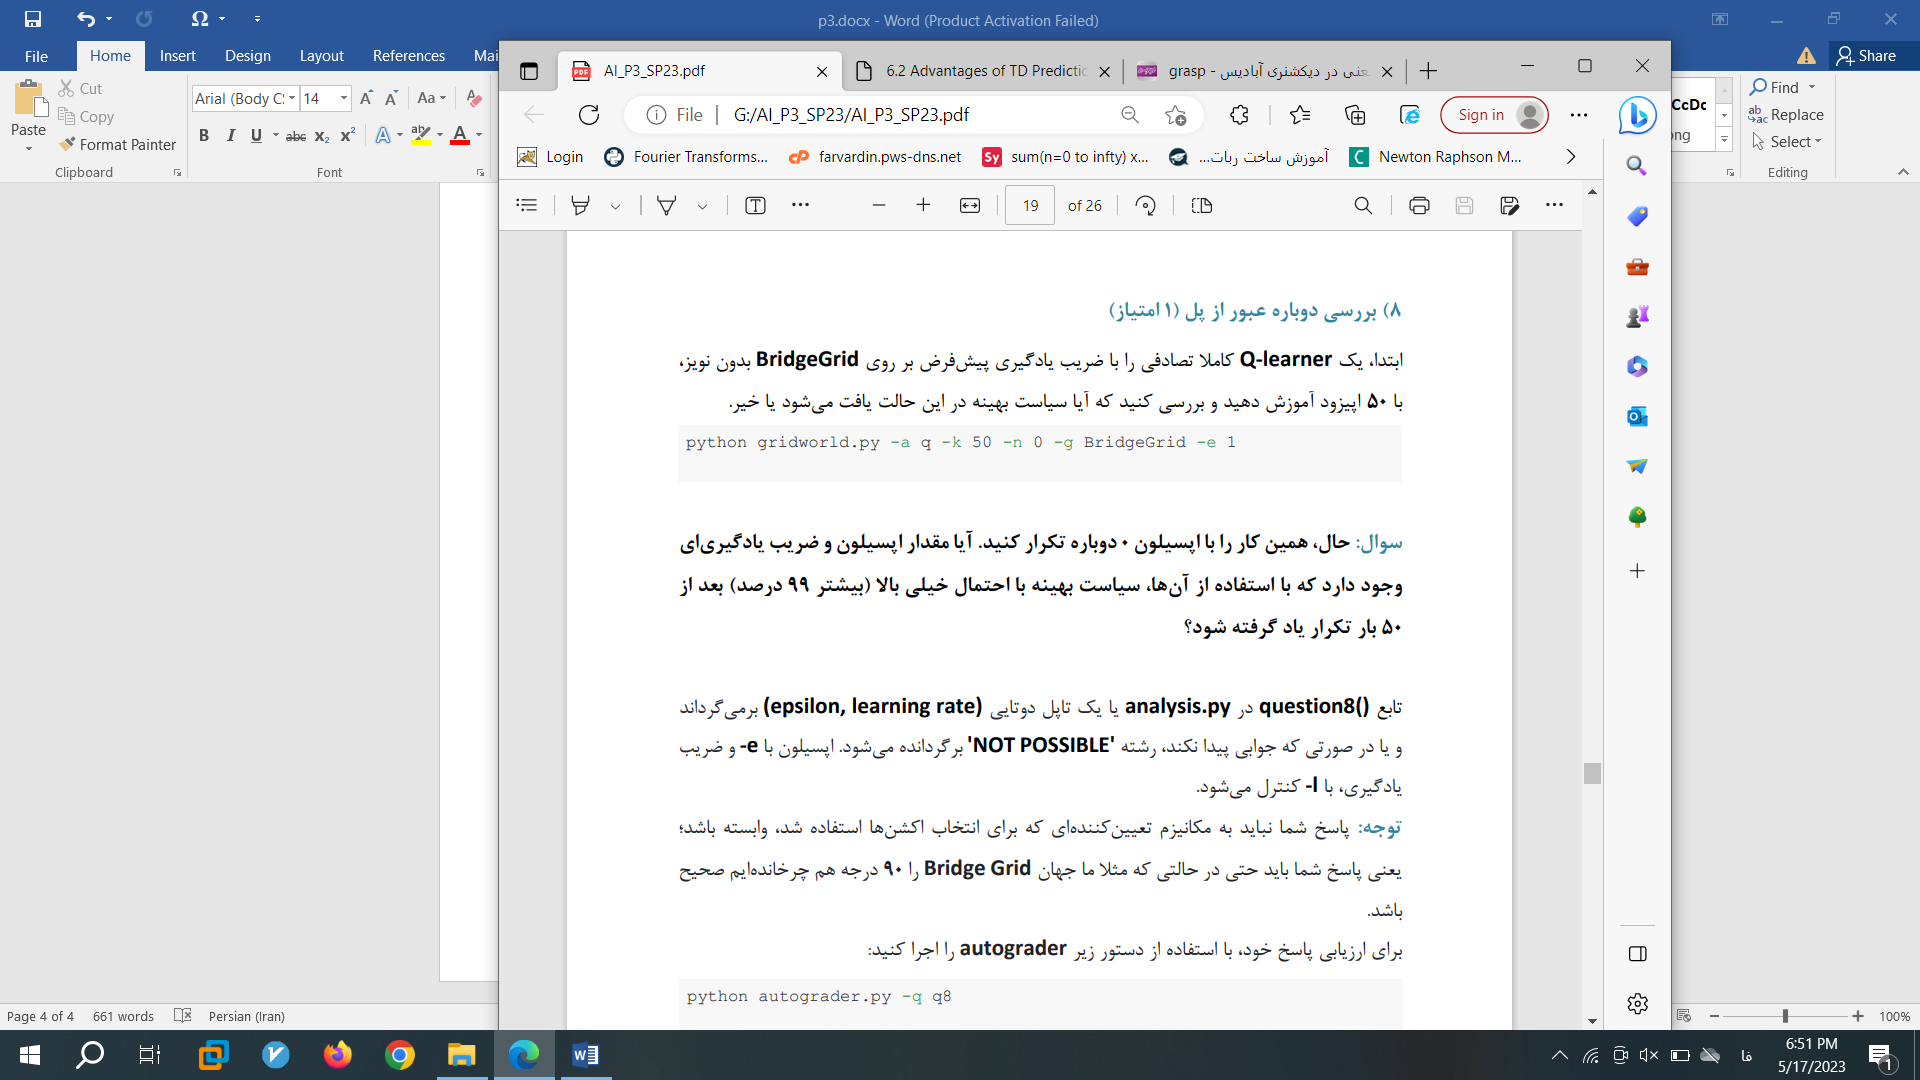 p3.docx - Word (Product Activation Failed)
File
Home
Insert
Design
Layout
References
Mai
Share
Paste
Cut
Copy
Format Painter
Clipboard
Arial (Body C
14
Aa
B I U abc x₂ x²
Font
CcDc
ng
Find
Replace
Select
Editing
AI_P3_SP23.pdf
6.2 Advantages of TD Predictic
grasp - عنی در دیکشنری آبادیس
File
G:/AI_P3_SP23/AI_P3_SP23.pdf
Sign in
Login
Fourier Transforms...
farvardin.pws-dns.net
sum(n=0 to infty) x...
آموزش ساخت ربات...
Newton Raphson M...
19
of 26
۸) بررسی دوباره عبور از پل (۱ امتیاز)
ابتدا، یک Q-learner کاملا تصادفی را با ضریب یادگیری پیش‌فرض بر روی BridgeGrid بدون نویز،
با ۵۰ اپیزود آموزش دهید و بررسی کنید که آیا سیاست بهینه در این حالت یافت می‌شود یا خیر.
python gridworld.py -a q -k 50 -n 0 -g BridgeGrid -e 1
سوال: حال، همین کار را با اپسیلون ۰ دوباره تکرار کنید. آیا مقدار اپسیلون و ضریب یادگیری‌ای
وجود دارد که با استفاده از آن‌ها، سیاست بهینه با احتمال خیلی بالا (بیشتر ۹۹ درصد) بعد از
۵۰ بار تکرار یاد گرفته شود؟
تابع question8() در analysis.py یا یک تاپل دوتایی (epsilon, learning rate) برمی‌گرداند
و یا در صورتی که جوابی پیدا نکند، رشته 'NOT POSSIBLE' برگردانده می‌شود. اپسیلون با -e و ضریب
یادگیری، با -l کنترل می‌شود.
توجه: پاسخ شما نباید به مکانیزم تعیین‌کننده‌ای که برای انتخاب اکشن‌ها استفاده شد، وابسته باشد؛
یعنی پاسخ شما باید حتی در حالتی که مثلا ما جهان Bridge Grid را ۹۰ درجه هم چرخانده‌ایم صحیح
باشد.
برای ارزیابی پاسخ خود، با استفاده از دستور زیر autograder را اجرا کنید:
python autograder.py -q q8
Page 4 of 4
661 words
Persian (Iran)
100%
فا
6:51 PM
5/17/2023
1